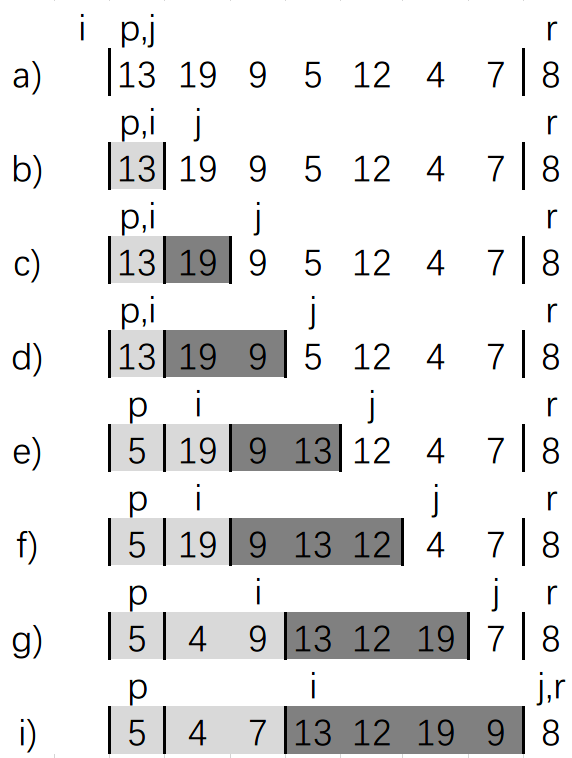 i p,j r
a) 13 19 9 5 12 4 7 8
p,i j r
b) 13 19 9 5 12 4 7 8
p,i j r
c) 13 19 9 5 12 4 7 8
p,i j r
d) 13 19 9 5 12 4 7 8
p i j r
e) 5 19 9 13 12 4 7 8
p i j r
f) 5 19 9 13 12 4 7 8
p i j r
g) 5 4 9 13 12 19 7 8
p i j,r
i) 5 4 7 13 12 19 9 8